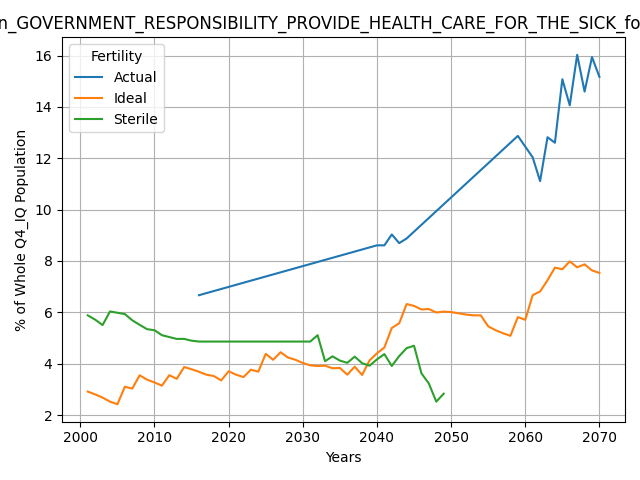 n_GOVERNMENT_RESPONSIBILITY_PROVIDE_HEALTH_CARE_FOR_THE_SICK_fo
Fertility
Actual
Ideal
Sterile
% of Whole Q4_IQ Population
16
14
12
10
8
6
4
2
2000 2010 2020 2030 2040 2050 2060 2070
Years